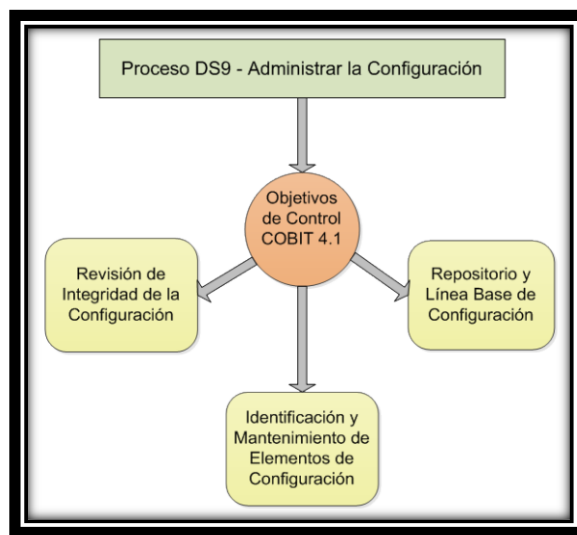 Proceso DS9 - Administrar la Configuración
Objetivos
de Control
COBIT 4.1
Revisión de
Integridad de la
Configuración
Repositorio y
Línea Base de
Configuración
Identificación y
Mantenimiento de
Elementos de
Configuración